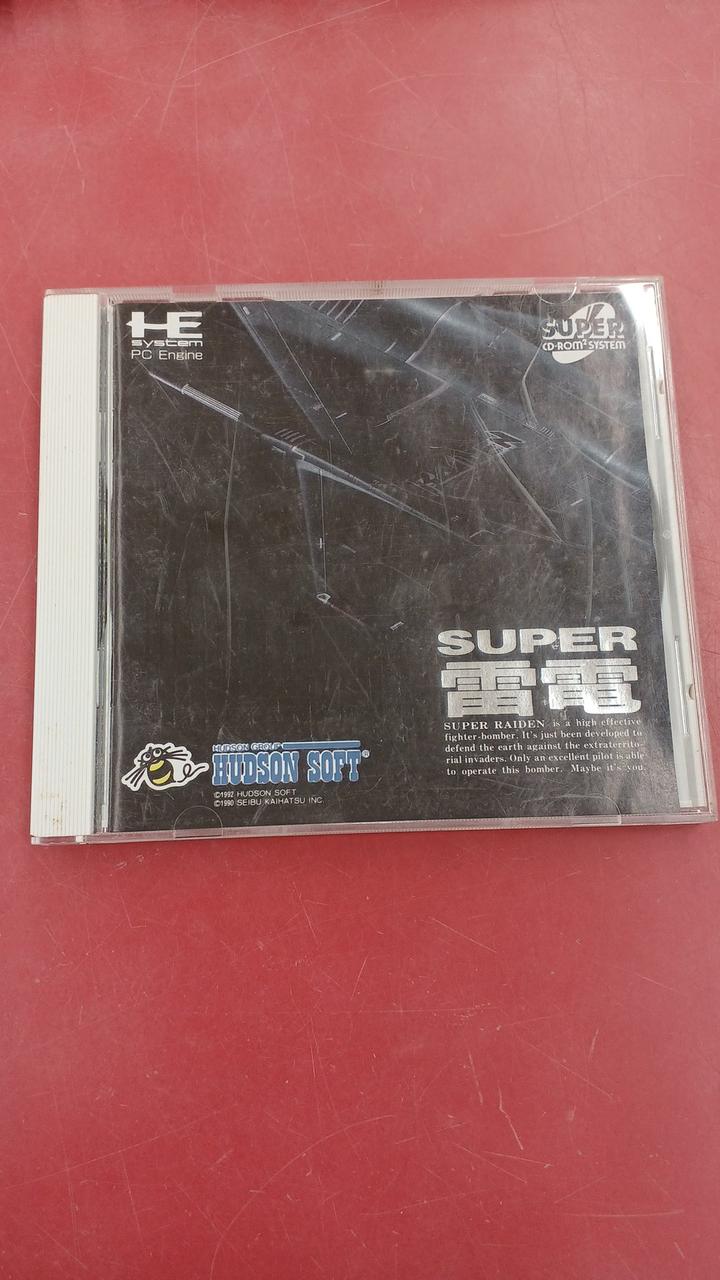 HE
system
PC Engine
SUPER
CD-ROM² SYSTEM
SUPER
雷電
SUPER RAIDEN is a high effective
fighter-bomber. It's just been developed to
defend the earth against the extraterrito-
rial invaders. Only an excellent pilot is able
to operate this bomber. Maybe it's you.
HUDSON GROUP
HUDSON SOFT®
©1992 HUDSON SOFT
©1990 SEIBU KAIHATSU INC.